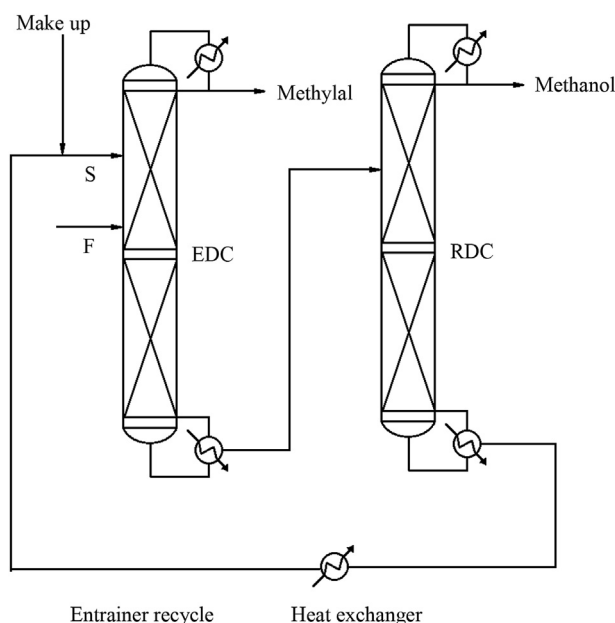 Make up
Methylal
Methanol
S
F
EDC
RDC
Entrainer recycle
Heat exchanger